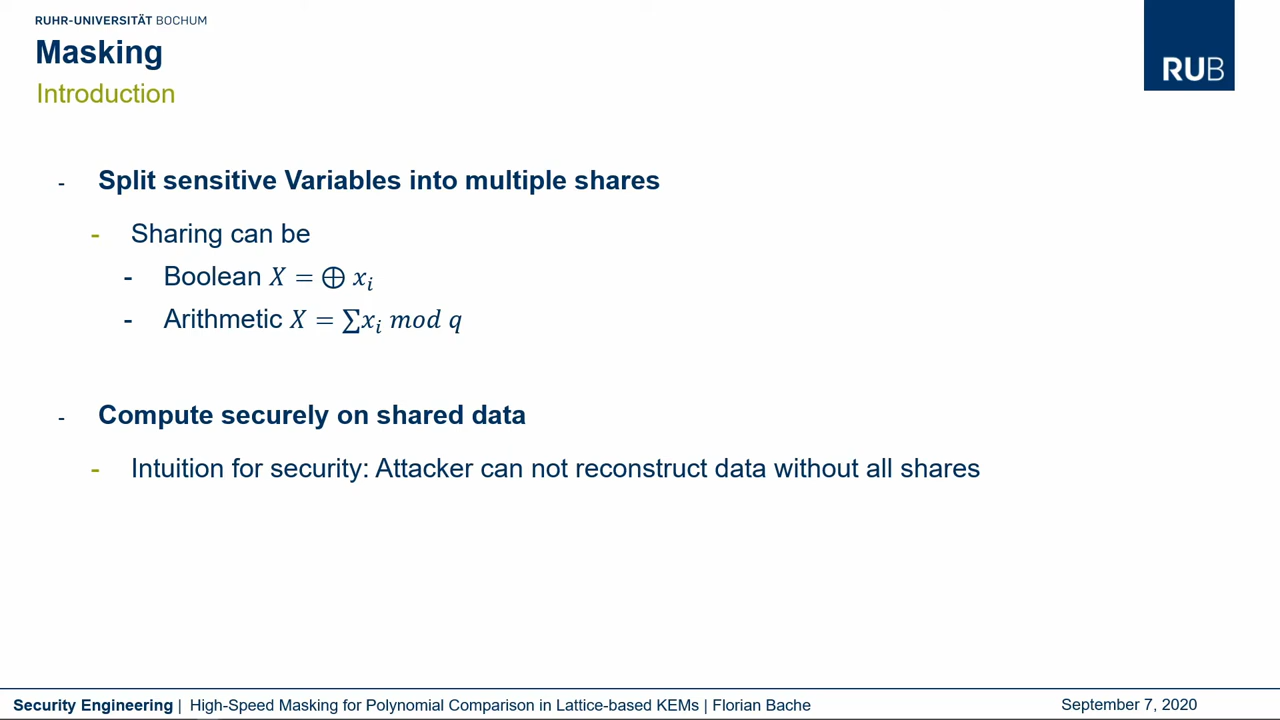 RUHR-UNIVERSITÄT BOCHUM
Masking
Introduction
RUB
- Split sensitive Variables into multiple shares
- Sharing can be
- Boolean X = ⊕ xᵢ
- Arithmetic X = ∑xᵢ mod q
- Compute securely on shared data
- Intuition for security: Attacker can not reconstruct data without all shares
Security Engineering | High-Speed Masking for Polynomial Comparison in Lattice-based KEMs | Florian Bache
September 7, 2020